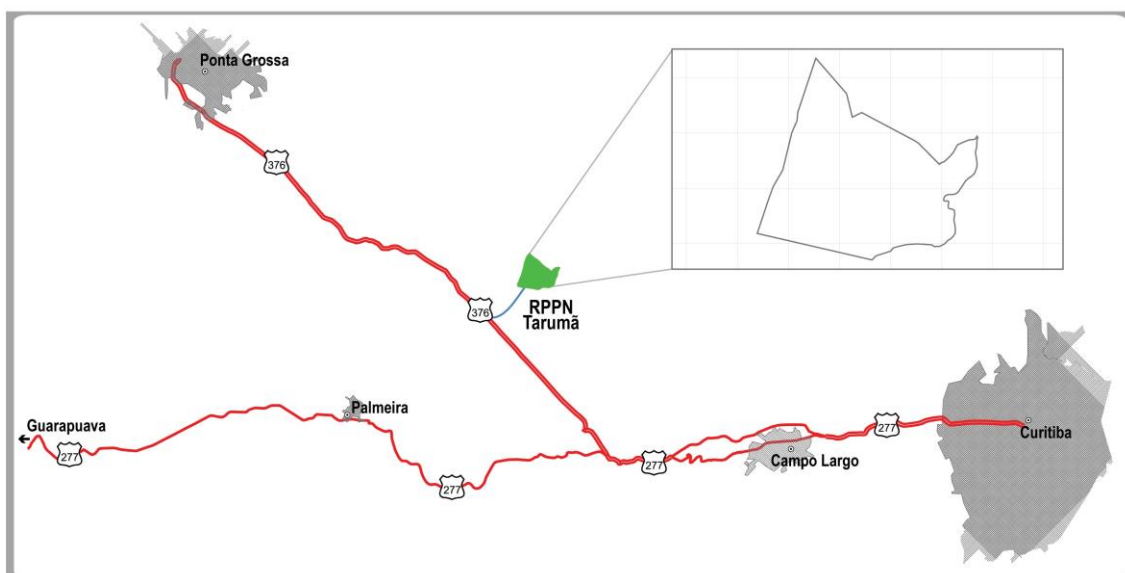 Ponta Grossa
376
376
RPPN
Tarumã
Guarapuava
277
Palmeira
277
277
Campo Largo
277
Curitiba